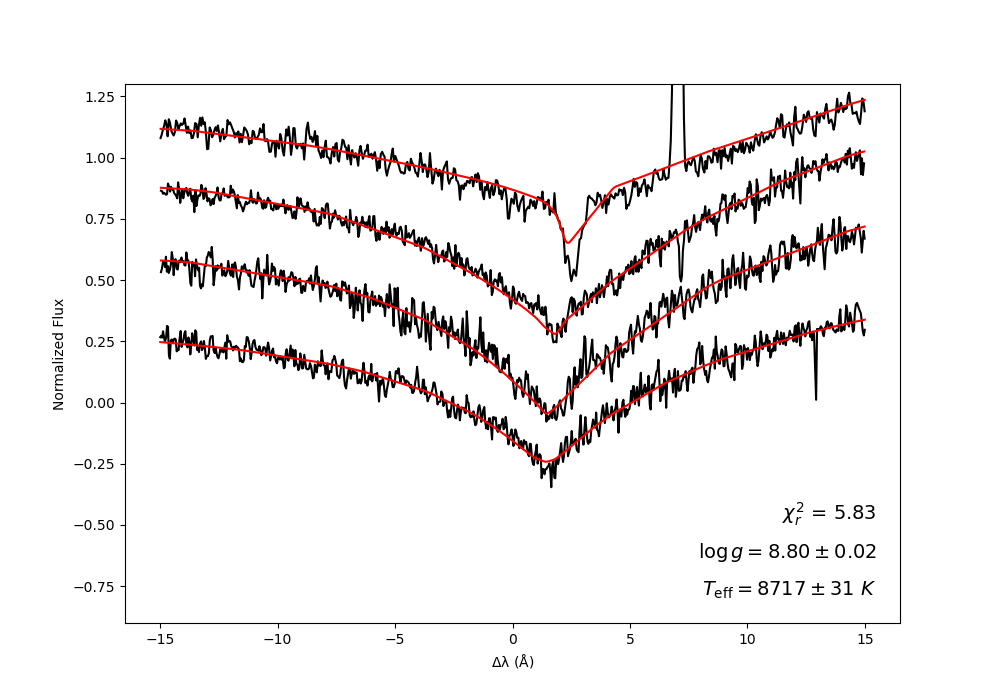 1.25
1.00
0.75
0.50
0.25
0.00
−0.25
−0.50
−0.75
Normalized Flux
χ²ᵣ = 5.83
log g = 8.80 ± 0.02
T_eff = 8717 ± 31 K
−15 −10 −5 0 5 10 15
Δλ (Å)